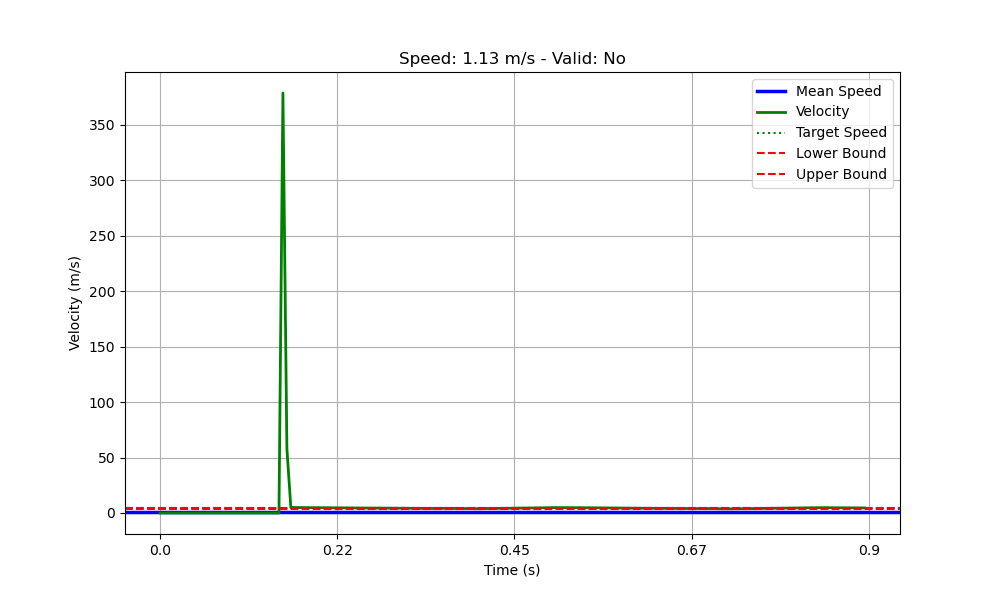 Speed: 1.13 m/s - Valid: No
Mean Speed
Velocity
Target Speed
Lower Bound
Upper Bound
Velocity (m/s)
350
300
250
200
150
100
50
0
0.0
0.22
0.45
0.67
0.9
Time (s)